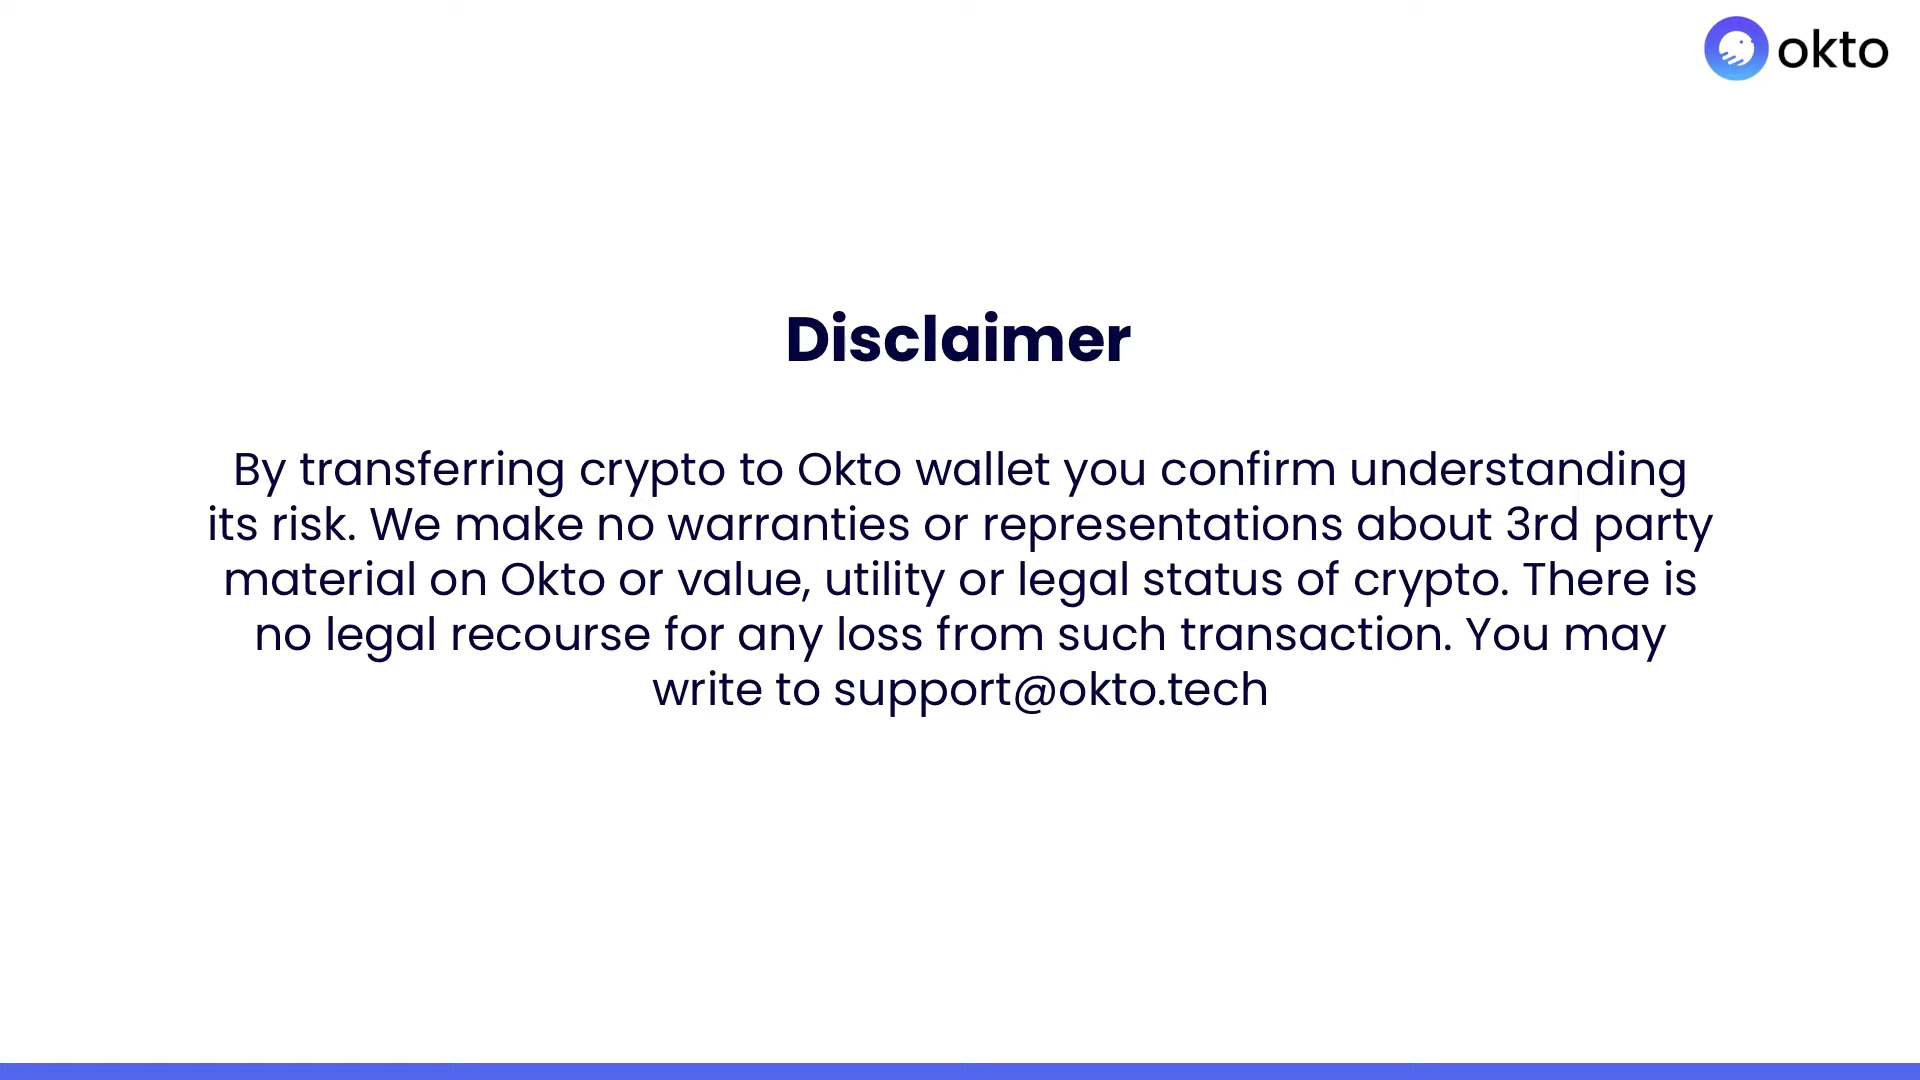 okto
Disclaimer
By transferring crypto to Okto wallet you confirm understanding
its risk. We make no warranties or representations about 3rd party
material on Okto or value, utility or legal status of crypto. There is
no legal recourse for any loss from such transaction. You may
write to support@okto.tech